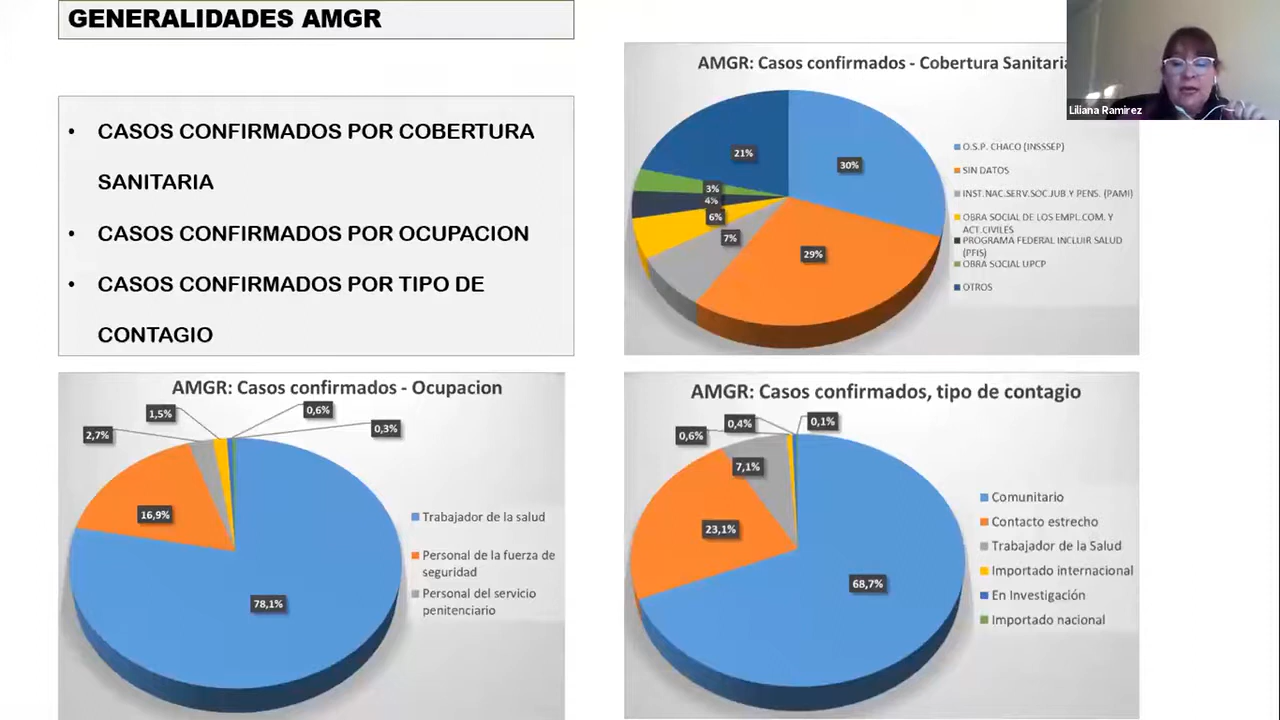 GENERALIDADES AMGR
• CASOS CONFIRMADOS POR COBERTURA
SANITARIA
• CASOS CONFIRMADOS POR OCUPACION
• CASOS CONFIRMADOS POR TIPO DE
CONTAGIO
AMGR: Casos confirmados - Cobertura Sanitaria
21%
30%
3%
4%
6%
7%
29%
O.S.P. CHACO (INSSSEP)
SIN DATOS
INST.NAC.SERV.SOC.JUB.Y PENS. (PAMI)
OBRA SOCIAL DE LOS EMPL.COM. Y
ACT.CIVILES
PROGRAMA FEDERAL INCLUIR SALUD
(PFIS)
OBRA SOCIAL UPCP
OTROS
Liliana Ramirez
AMGR: Casos confirmados - Ocupacion
1,5%
0,6%
2,7%
0,3%
16,9%
78,1%
Trabajador de la salud
Personal de la fuerza de
seguridad
Personal del servicio
penitenciario
AMGR: Casos confirmados, tipo de contagio
0,4%
0,1%
0,6%
7,1%
23,1%
68,7%
Comunitario
Contacto estrecho
Trabajador de la Salud
Importado internacional
En Investigación
Importado nacional